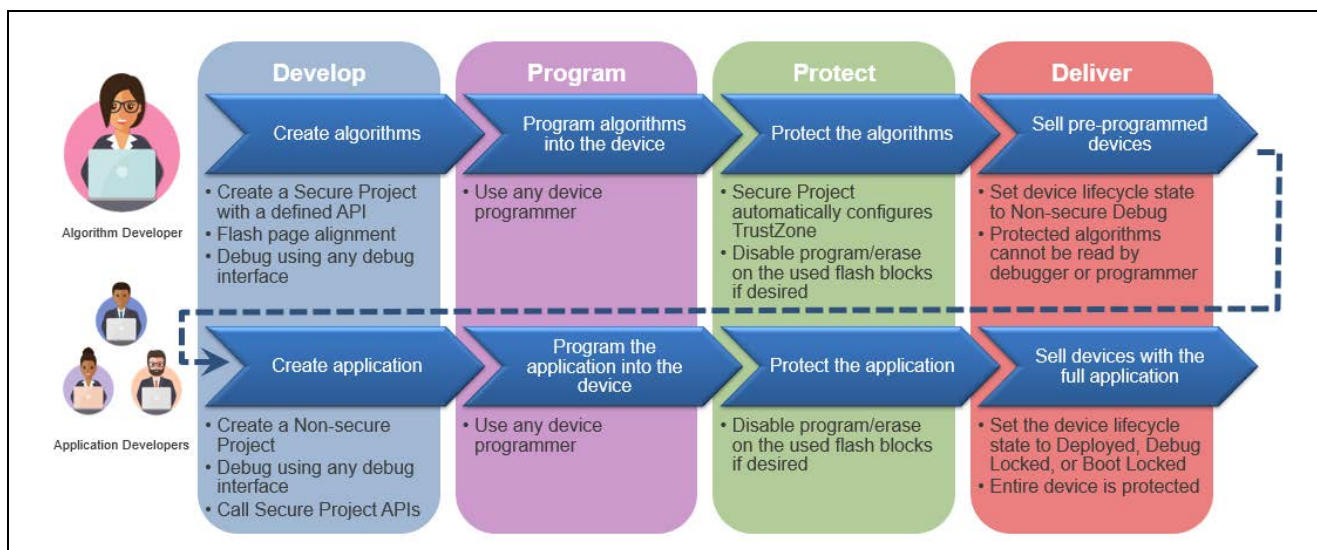 Develop
Program
Protect
Deliver
Create algorithms
Program algorithms
into the device
Protect the algorithms
Sell pre-programmed
devices
Algorithm Developer
• Create a Secure Project
with a defined API
• Flash page alignment
• Debug using any debug
interface
• Use any device
programmer
• Secure Project
automatically configures
TrustZone
• Disable program/erase
on the used flash blocks
if desired
• Set device lifecycle state
to Non-secure Debug
• Protected algorithms
cannot be read by
debugger or programmer
Create application
Program the
application into the
device
Protect the application
Sell devices with the
full application
Application Developers
• Create a Non-secure
Project
• Debug using any debug
interface
• Call Secure Project APIs
• Use any device
programmer
• Disable program/erase
on the used flash blocks
if desired
• Set the device lifecycle
state to Deployed, Debug
Locked, or Boot Locked
• Entire device is protected